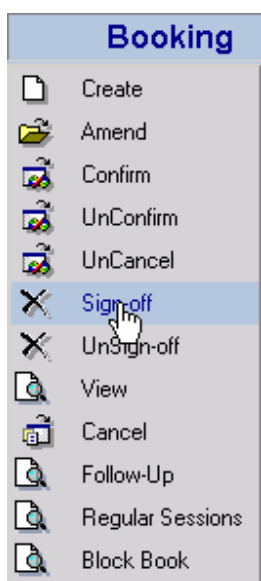 Booking
Create
Amend
Confirm
UnConfirm
UnCancel
Sign-off
UnSign-off
View
Cancel
Follow-Up
Regular Sessions
Block Book